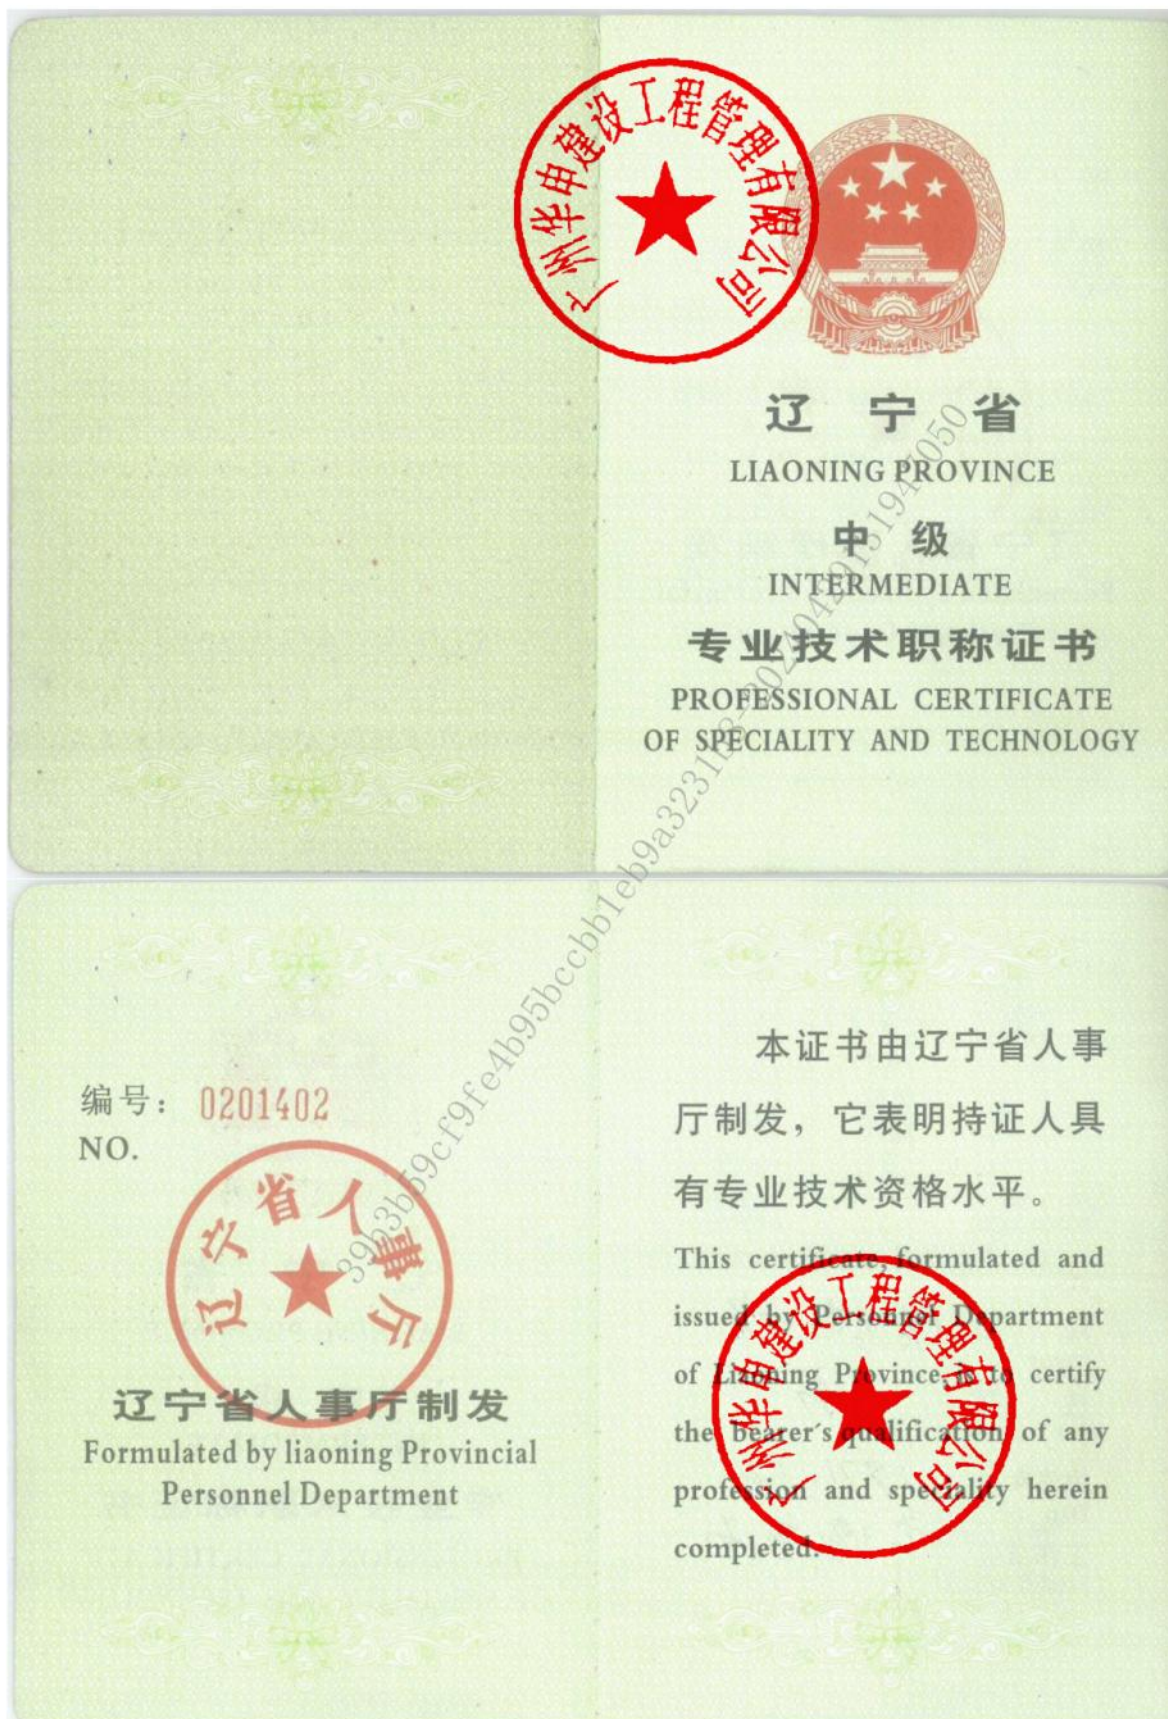 广州华申建设工程管理有限公司
辽宁省
LIAONING PROVINCE
中级
INTERMEDIATE
专业技术职称证书
PROFESSIONAL CERTIFICATE
OF SPECIALITY AND TECHNOLOGY
编号： 0201402
NO.
辽宁省人事厅
辽宁省人事厅制发
Formulated by liaoning Provincial
Personnel Department
本证书由辽宁省人事
厅制发，它表明持证人具
有专业技术资格水平。
This certificate, formulated and
issued by Personnel Department
of Liaoning Province, is to certify
the bearer's qualification of any
profession and speciality herein
completed.
广州华申建设工程管理有限公司